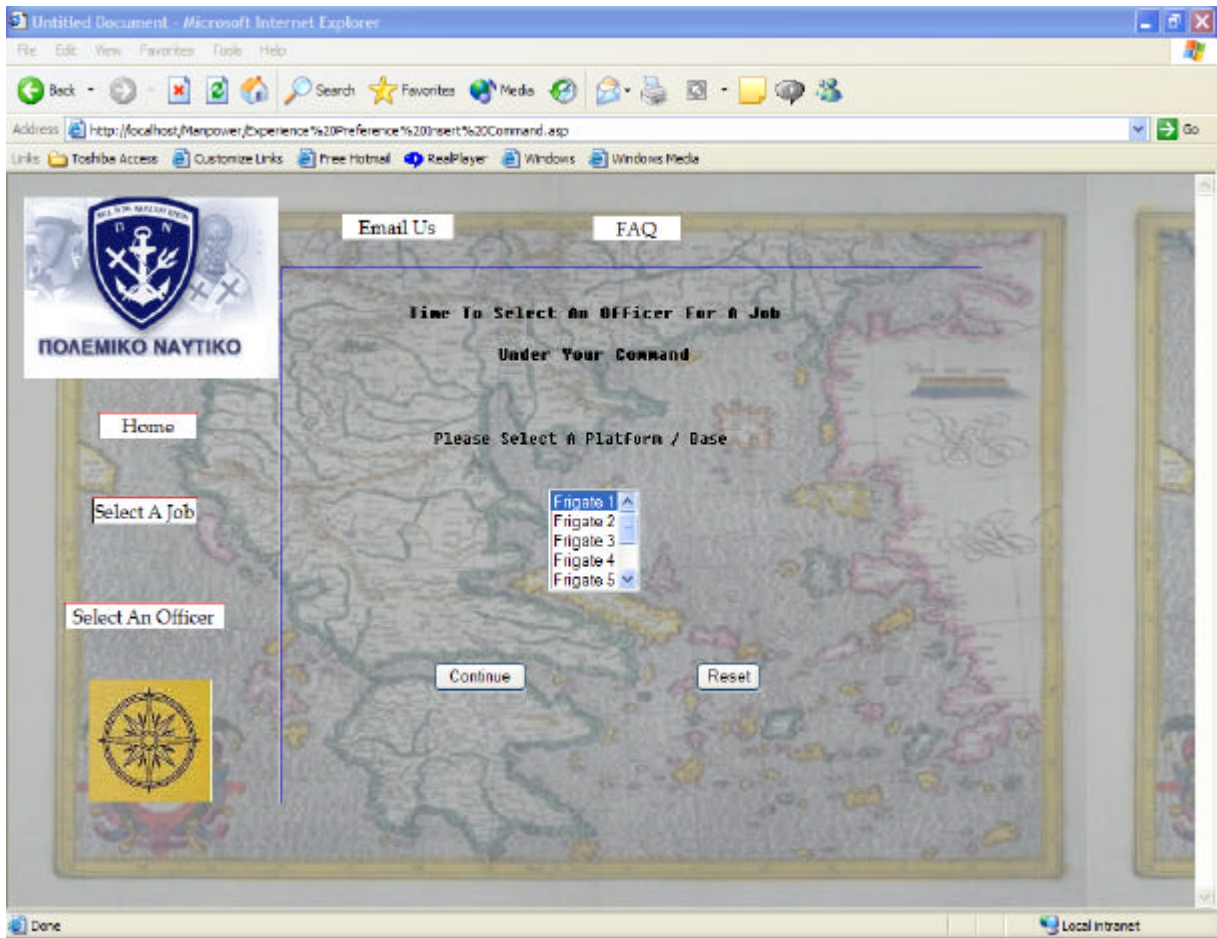 Untitled Document - Microsoft Internet Explorer
File Edit View Favorites Tools Help
Back Search Favorites Media
Address http://localhost/Manpower/Experience%20Preference%20Insert%20Command.asp Go
Links Toshiba Access Customize Links Free Hotmail RealPlayer Windows Windows Media
Email Us FAQ
Π Ν
ΠΟΛΕΜΙΚΟ ΝΑΥΤΙΚΟ
Time To Select An Officer For A Job
Under Your Command
Home
Please Select A Platform / Base
Select A Job
Frigate 1
Frigate 2
Frigate 3
Frigate 4
Frigate 5
Select An Officer
Continue Reset
Done Local intranet